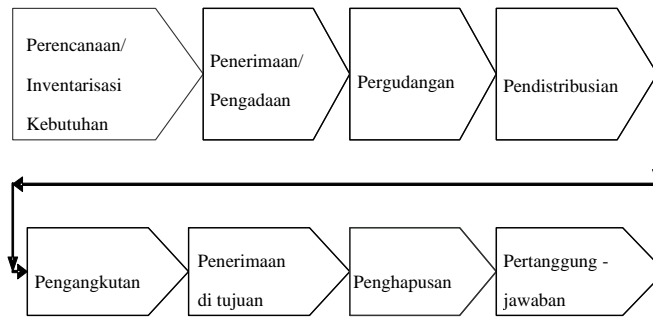 Perencanaan/
Inventarisasi
Kebutuhan
Penerimaan/
Pengadaan
Pergudangan
Pendistribusian
Pengangkutan
Penerimaan
di tujuan
Penghapusan
Pertanggung -
jawaban